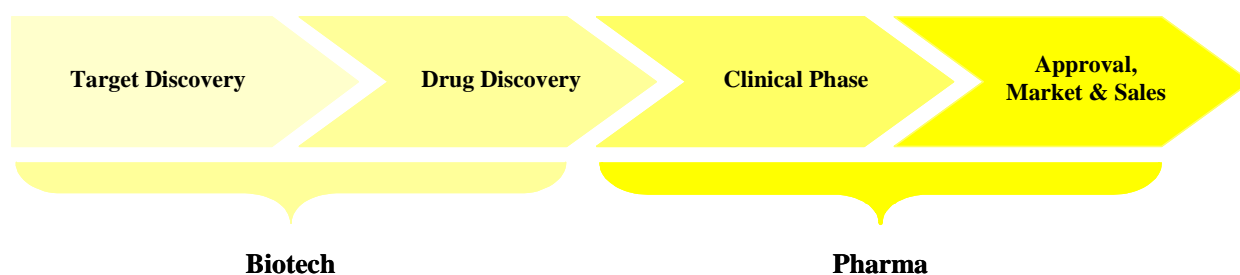 Target Discovery
Drug Discovery
Clinical Phase
Approval,
Market & Sales
Biotech
Pharma